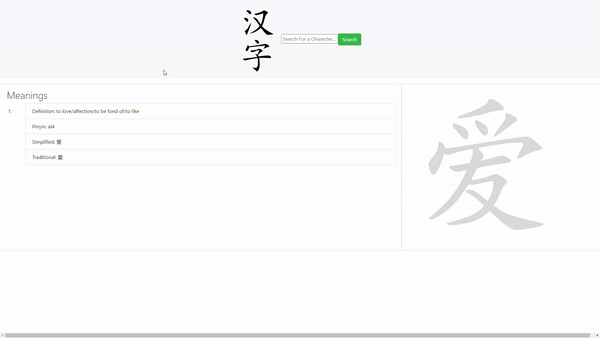 汉
字
Search For a Character...
Search
Meanings
1.
Definition: to love/affection/to be fond of/to like
Pinyin: ai4
Simplified: 爱
Traditional: 愛
爱